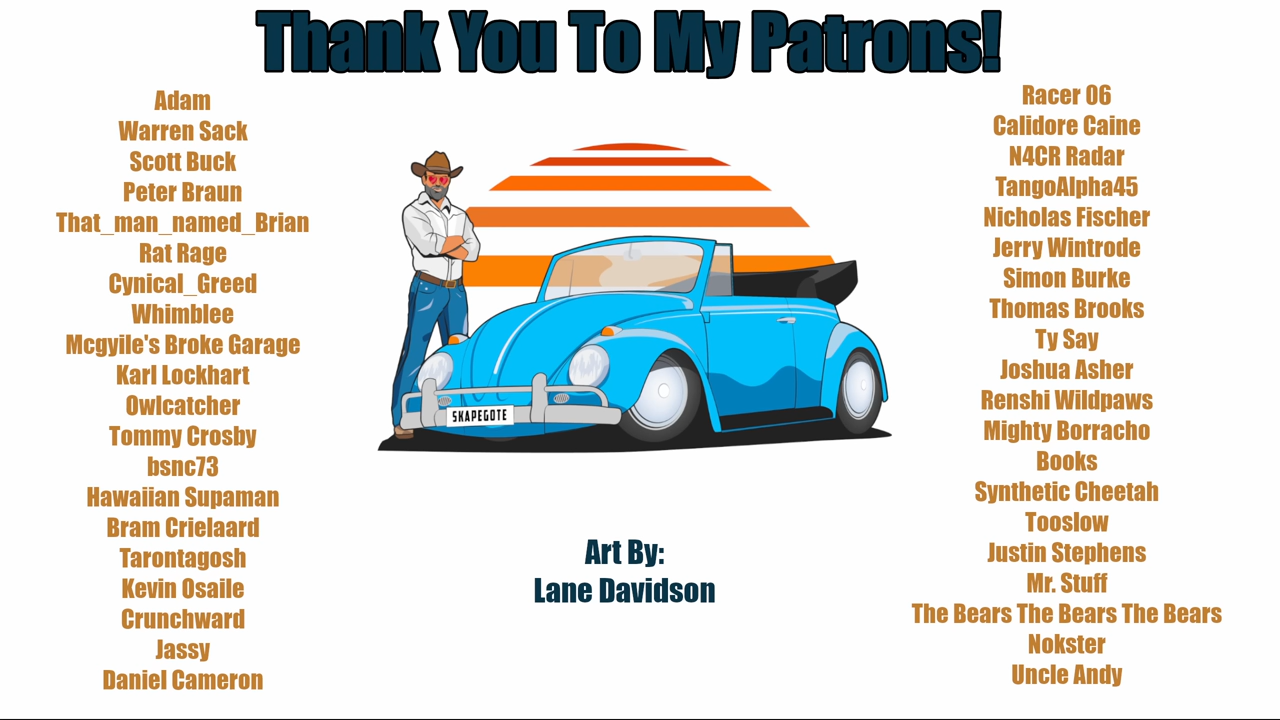 Thank You To My Patrons!
Adam
Warren Sack
Scott Buck
Peter Braun
That_man_named_Brian
Rat Rage
Cynical_Greed
Whimblee
Mcgyile's Broke Garage
Karl Lockhart
Owlcatcher
Tommy Crosby
bsnc73
Hawaiian Supaman
Bram Crielaard
Tarontagosh
Kevin Osaile
Crunchward
Jassy
Daniel Cameron
SKAPEGOTE
Art By:
Lane Davidson
Racer 06
Calidore Caine
N4CR Radar
TangoAlpha45
Nicholas Fischer
Jerry Wintrode
Simon Burke
Thomas Brooks
Ty Say
Joshua Asher
Renshi Wildpaws
Mighty Borracho
Books
Synthetic Cheetah
Tooslow
Justin Stephens
Mr. Stuff
The Bears The Bears The Bears
Nokster
Uncle Andy